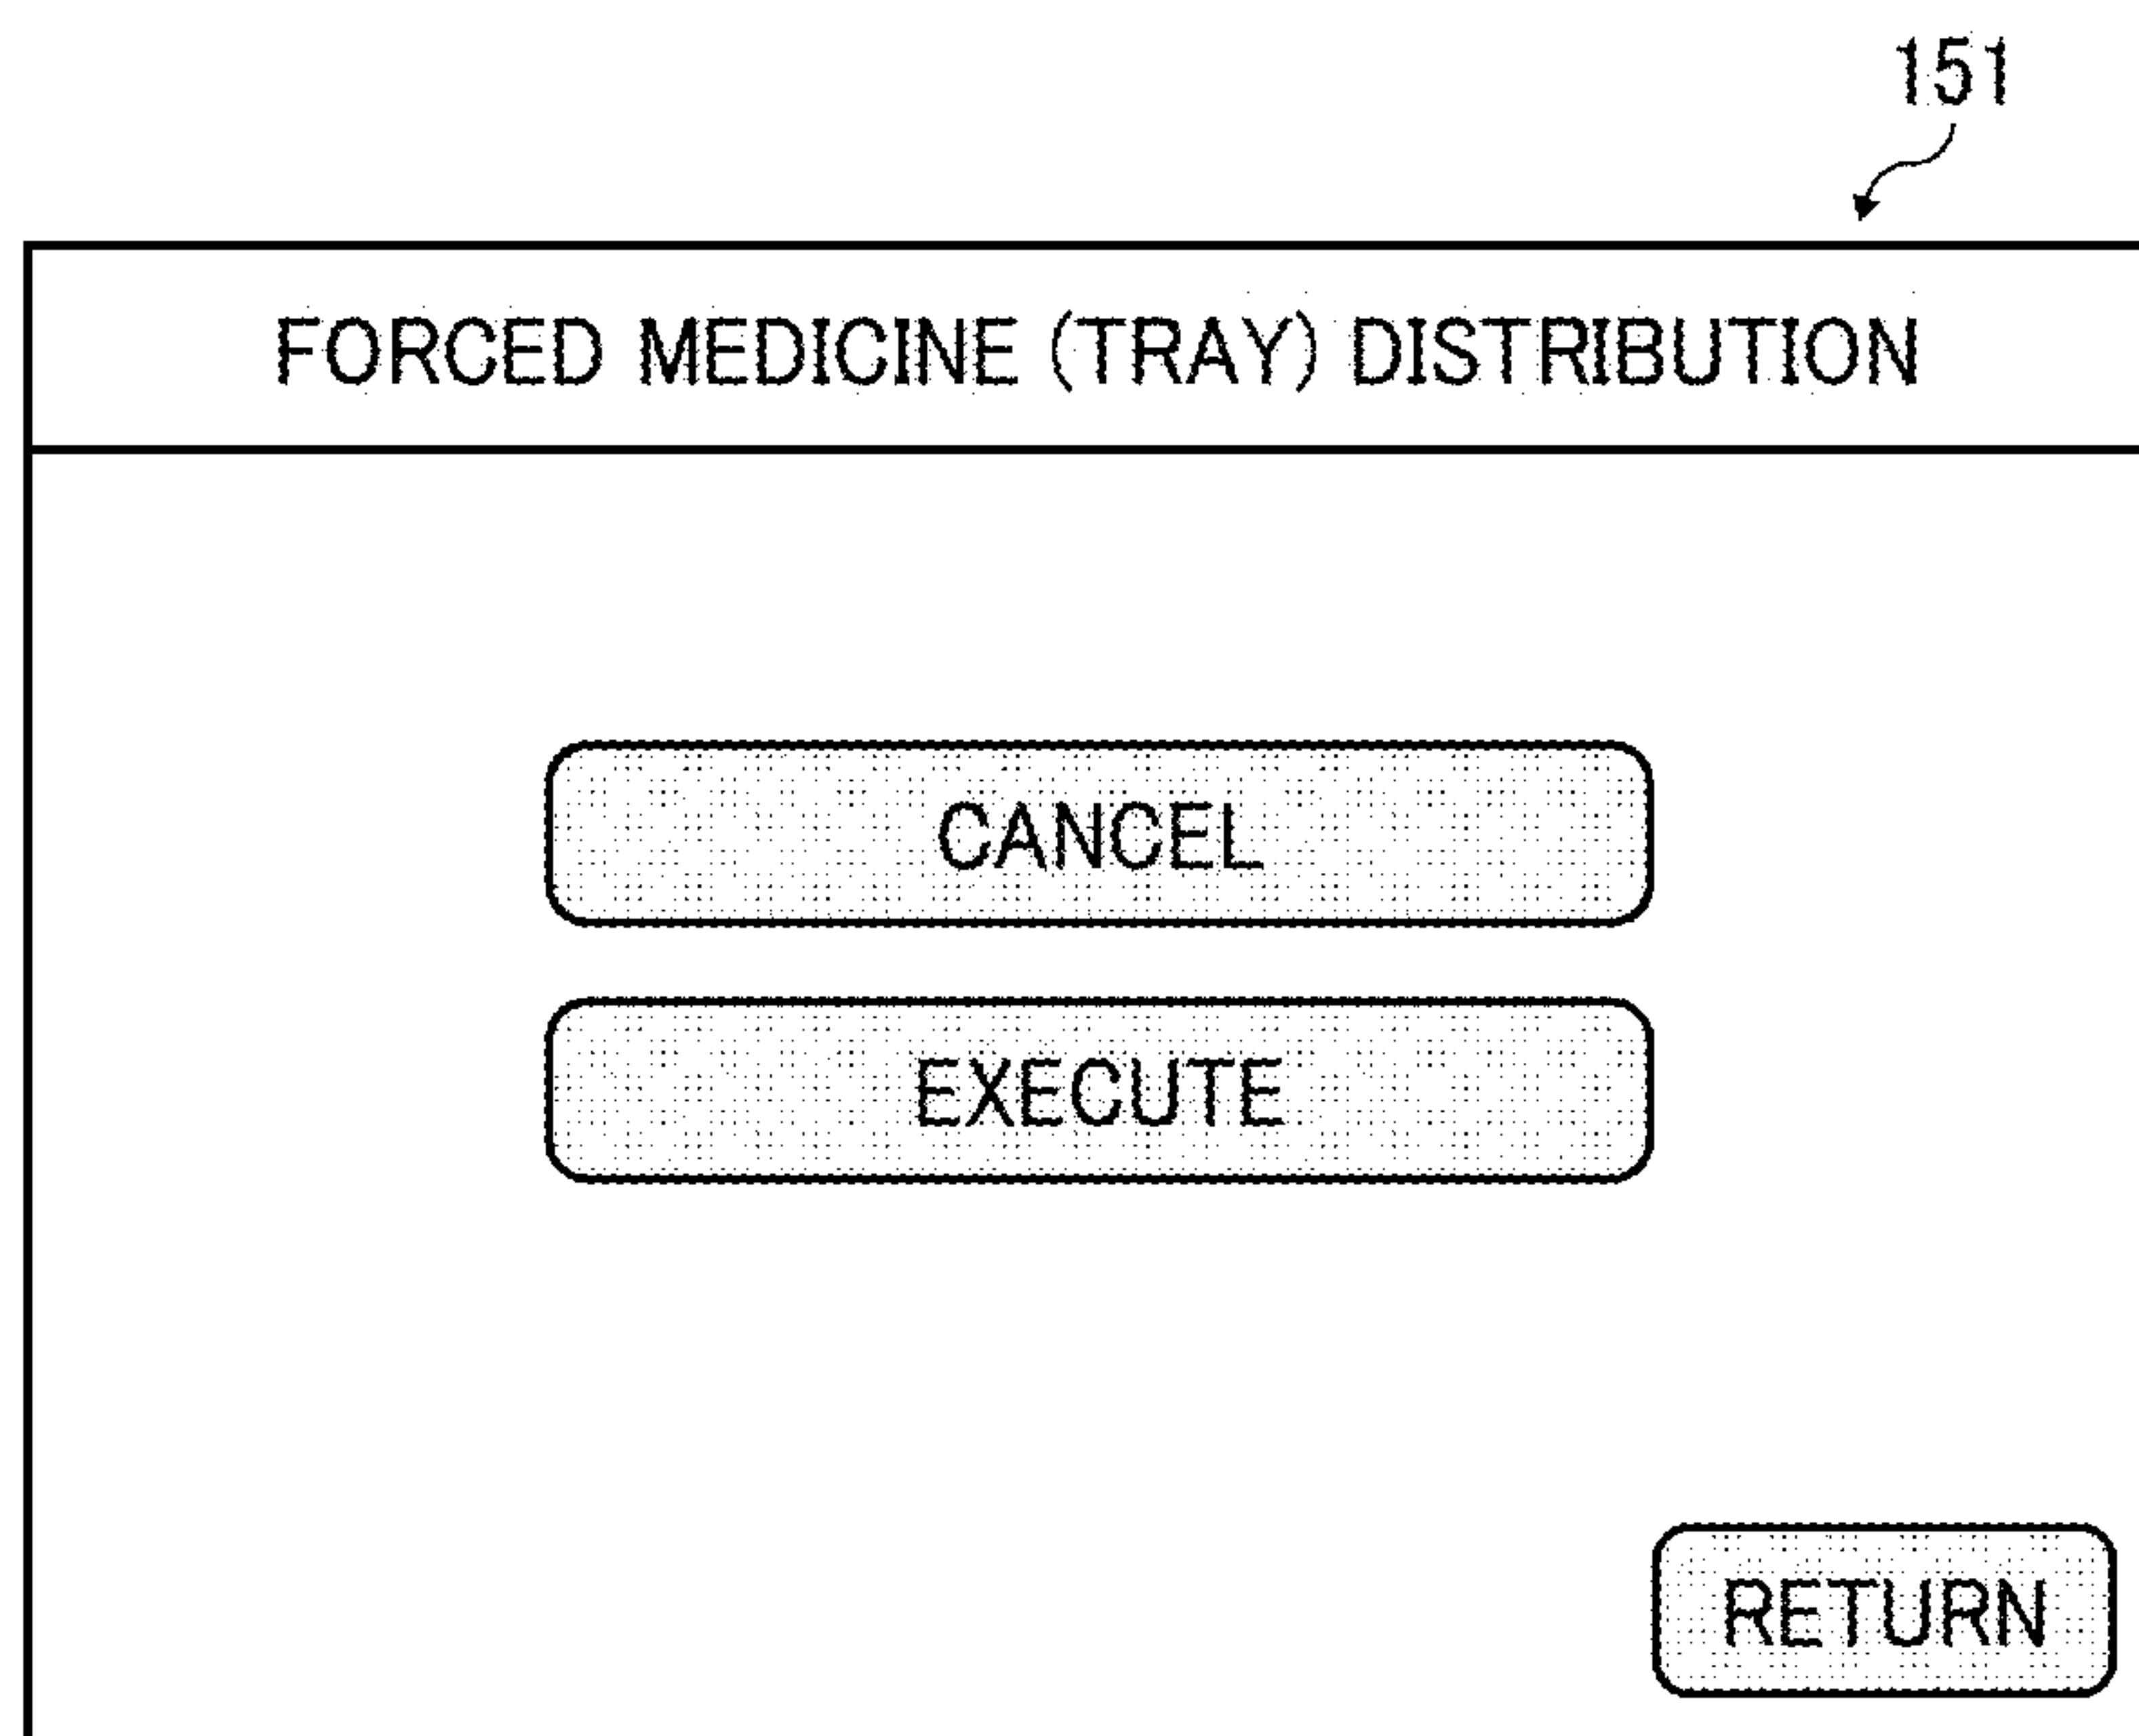 151
FORCED MEDICINE (TRAY) DISTRIBUTION
CANCEL
EXECUTE
RETURN